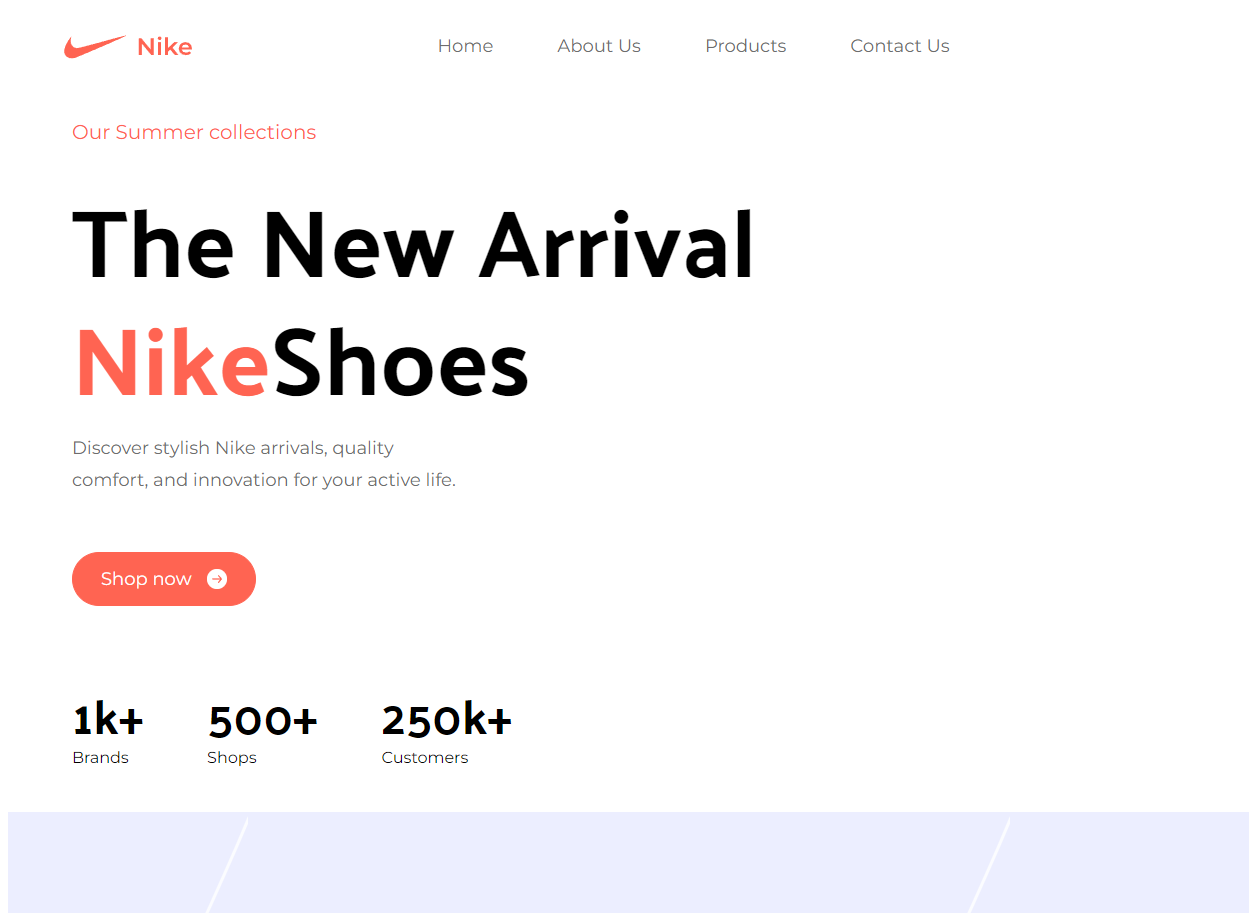 Nike
Home About Us Products Contact Us
Our Summer collections
The New Arrival
NikeShoes
Discover stylish Nike arrivals, quality
comfort, and innovation for your active life.
Shop now
1k+ 500+ 250k+
Brands Shops Customers